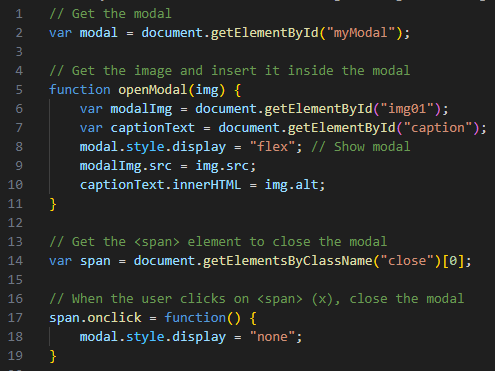 1 // Get the modal
2 var modal = document.getElementById("myModal");
3
4 // Get the image and insert it inside the modal
5 function openModal(img) {
6 var modalImg = document.getElementById("img01");
7 var captionText = document.getElementById("caption");
8 modal.style.display = "flex"; // Show modal
9 modalImg.src = img.src;
10 captionText.innerHTML = img.alt;
11 }
12
13 // Get the <span> element to close the modal
14 var span = document.getElementsByClassName("close")[0];
15
16 // When the user clicks on <span> (x), close the modal
17 span.onclick = function() {
18 modal.style.display = "none";
19 }